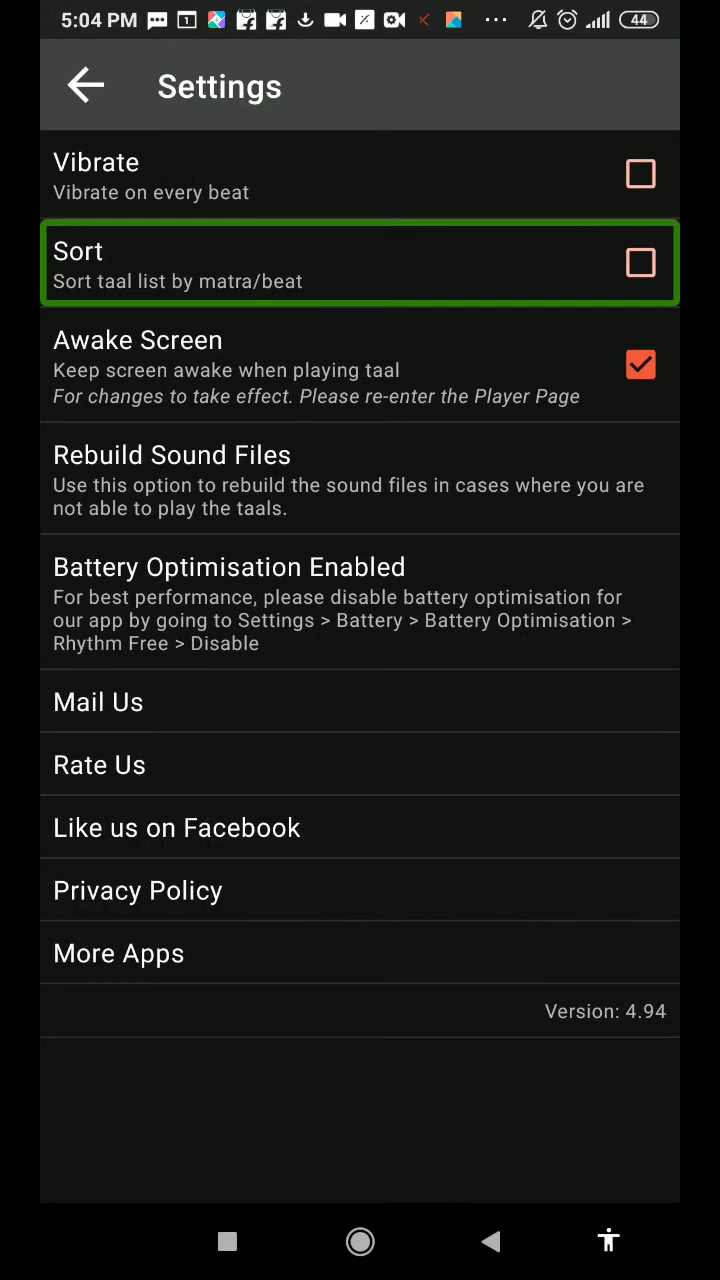 5:04 PM 1 44
Settings
Vibrate
Vibrate on every beat
Sort
Sort taal list by matra/beat
Awake Screen
Keep screen awake when playing taal
For changes to take effect. Please re-enter the Player Page
Rebuild Sound Files
Use this option to rebuild the sound files in cases where you are
not able to play the taals.
Battery Optimisation Enabled
For best performance, please disable battery optimisation for
our app by going to Settings > Battery > Battery Optimisation >
Rhythm Free > Disable
Mail Us
Rate Us
Like us on Facebook
Privacy Policy
More Apps
Version: 4.94